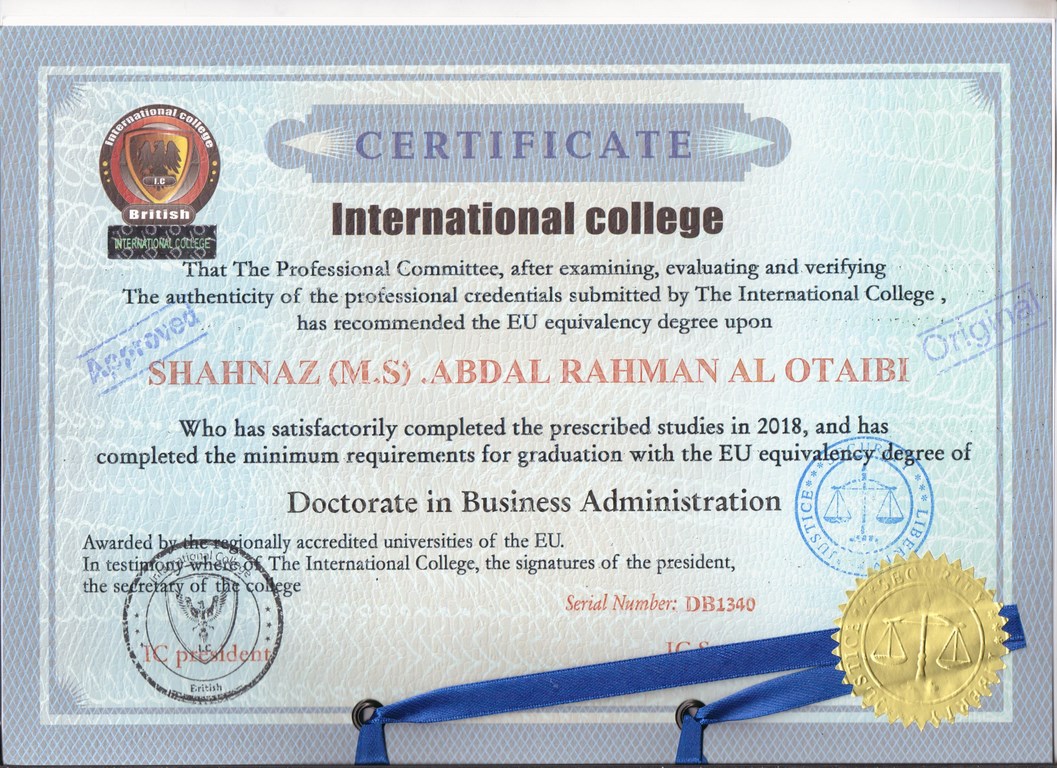 International college
I.C
British
INTERNATIONAL COLLEGE
CERTIFICATE
International college
That The Professional Committee, after examining, evaluating and verifying
The authenticity of the professional credentials submitted by The International College ,
has recommended the EU equivalency degree upon
Approved
Original
SHAHNAZ (M.S) .ABDAL RAHMAN AL OTAIBI
Who has satisfactorily completed the prescribed studies in 2018, and has
completed the minimum requirements for graduation with the EU equivalency degree of
Doctorate in Business Administration
Awarded by the regionally accredited universities of the EU.
In testimony where of, The International College, the signatures of the president,
the secretary of the college
Serial Number: DB1340
IC president
International College
I.C
British
JUSTICE